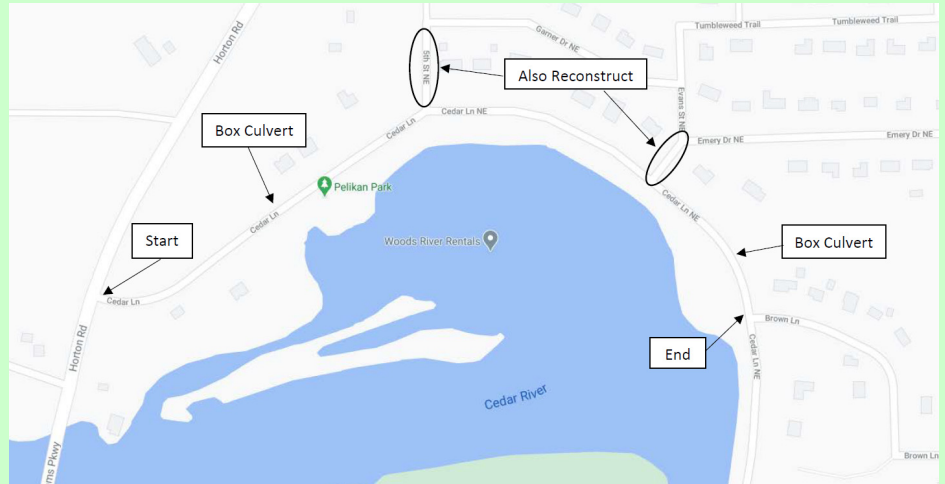 Horton Rd
5th St NE
Garner Dr NE
Tumbleweed Trail
Tumbleweed Trail
Also Reconstruct
Evans St NE
Cedar Ln
Cedar Ln NE
Box Culvert
Emery Dr NE
Emery Dr NE
Pelikan Park
Cedar Ln
Cedar Ln NE
Start
Woods River Rentals
Box Culvert
Cedar Ln
Brown Ln
Horton Rd
End
Cedar Ln NE
Cedar River
ms Pkwy
Brown Ln